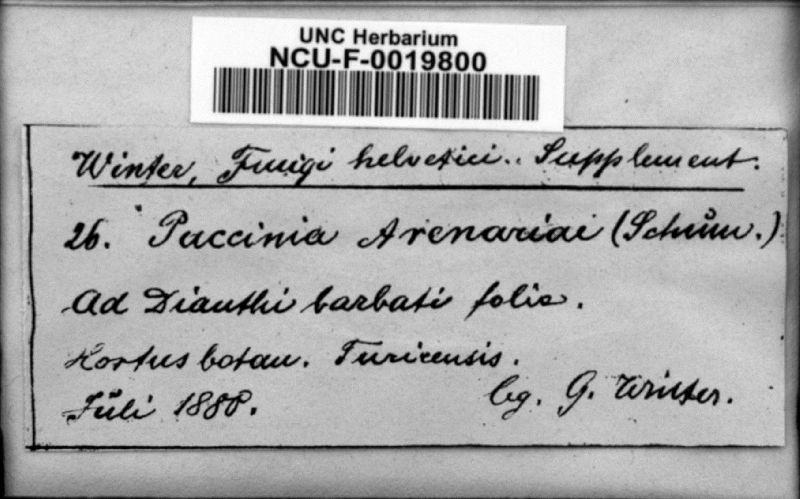 UNC Herbarium
NCU-F-0019800
Winter, Fungi helvetici. Supplement.
26. Puccinia Arenariae (Schum.)
Ad Dianthi barbati folia.
Hortus botan. Turicensis.
Juli 1880.
leg. G. Winter.